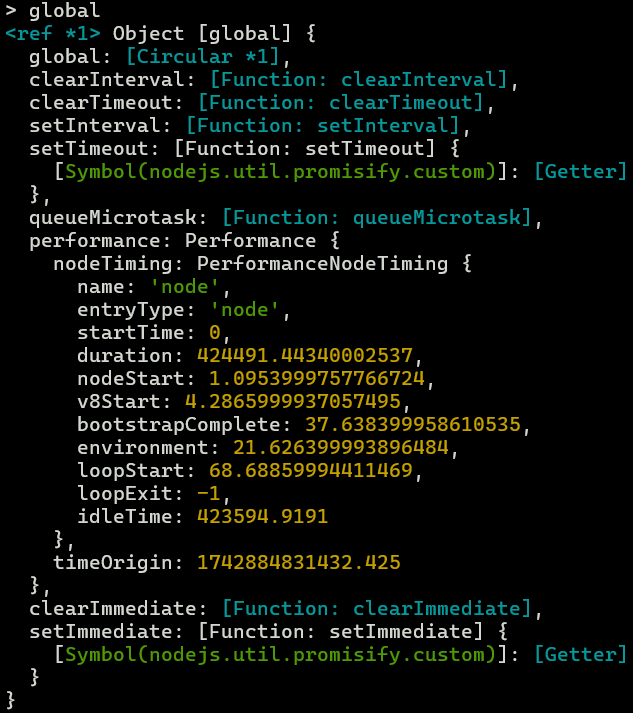 > global
<ref *1> Object [global] {
  global: [Circular *1],
  clearInterval: [Function: clearInterval],
  clearTimeout: [Function: clearTimeout],
  setInterval: [Function: setInterval],
  setTimeout: [Function: setTimeout] {
    [Symbol(nodejs.util.promisify.custom)]: [Getter]
  },
  queueMicrotask: [Function: queueMicrotask],
  performance: Performance {
    nodeTiming: PerformanceNodeTiming {
      name: 'node',
      entryType: 'node',
      startTime: 0,
      duration: 424491.44340002537,
      nodeStart: 1.0953999757766724,
      v8Start: 4.2865999937057495,
      bootstrapComplete: 37.638399958610535,
      environment: 21.626399993896484,
      loopStart: 68.68859994411469,
      loopExit: -1,
      idleTime: 423594.9191
    },
    timeOrigin: 1742884831432.425
  },
  clearImmediate: [Function: clearImmediate],
  setImmediate: [Function: setImmediate] {
    [Symbol(nodejs.util.promisify.custom)]: [Getter]
  }
}